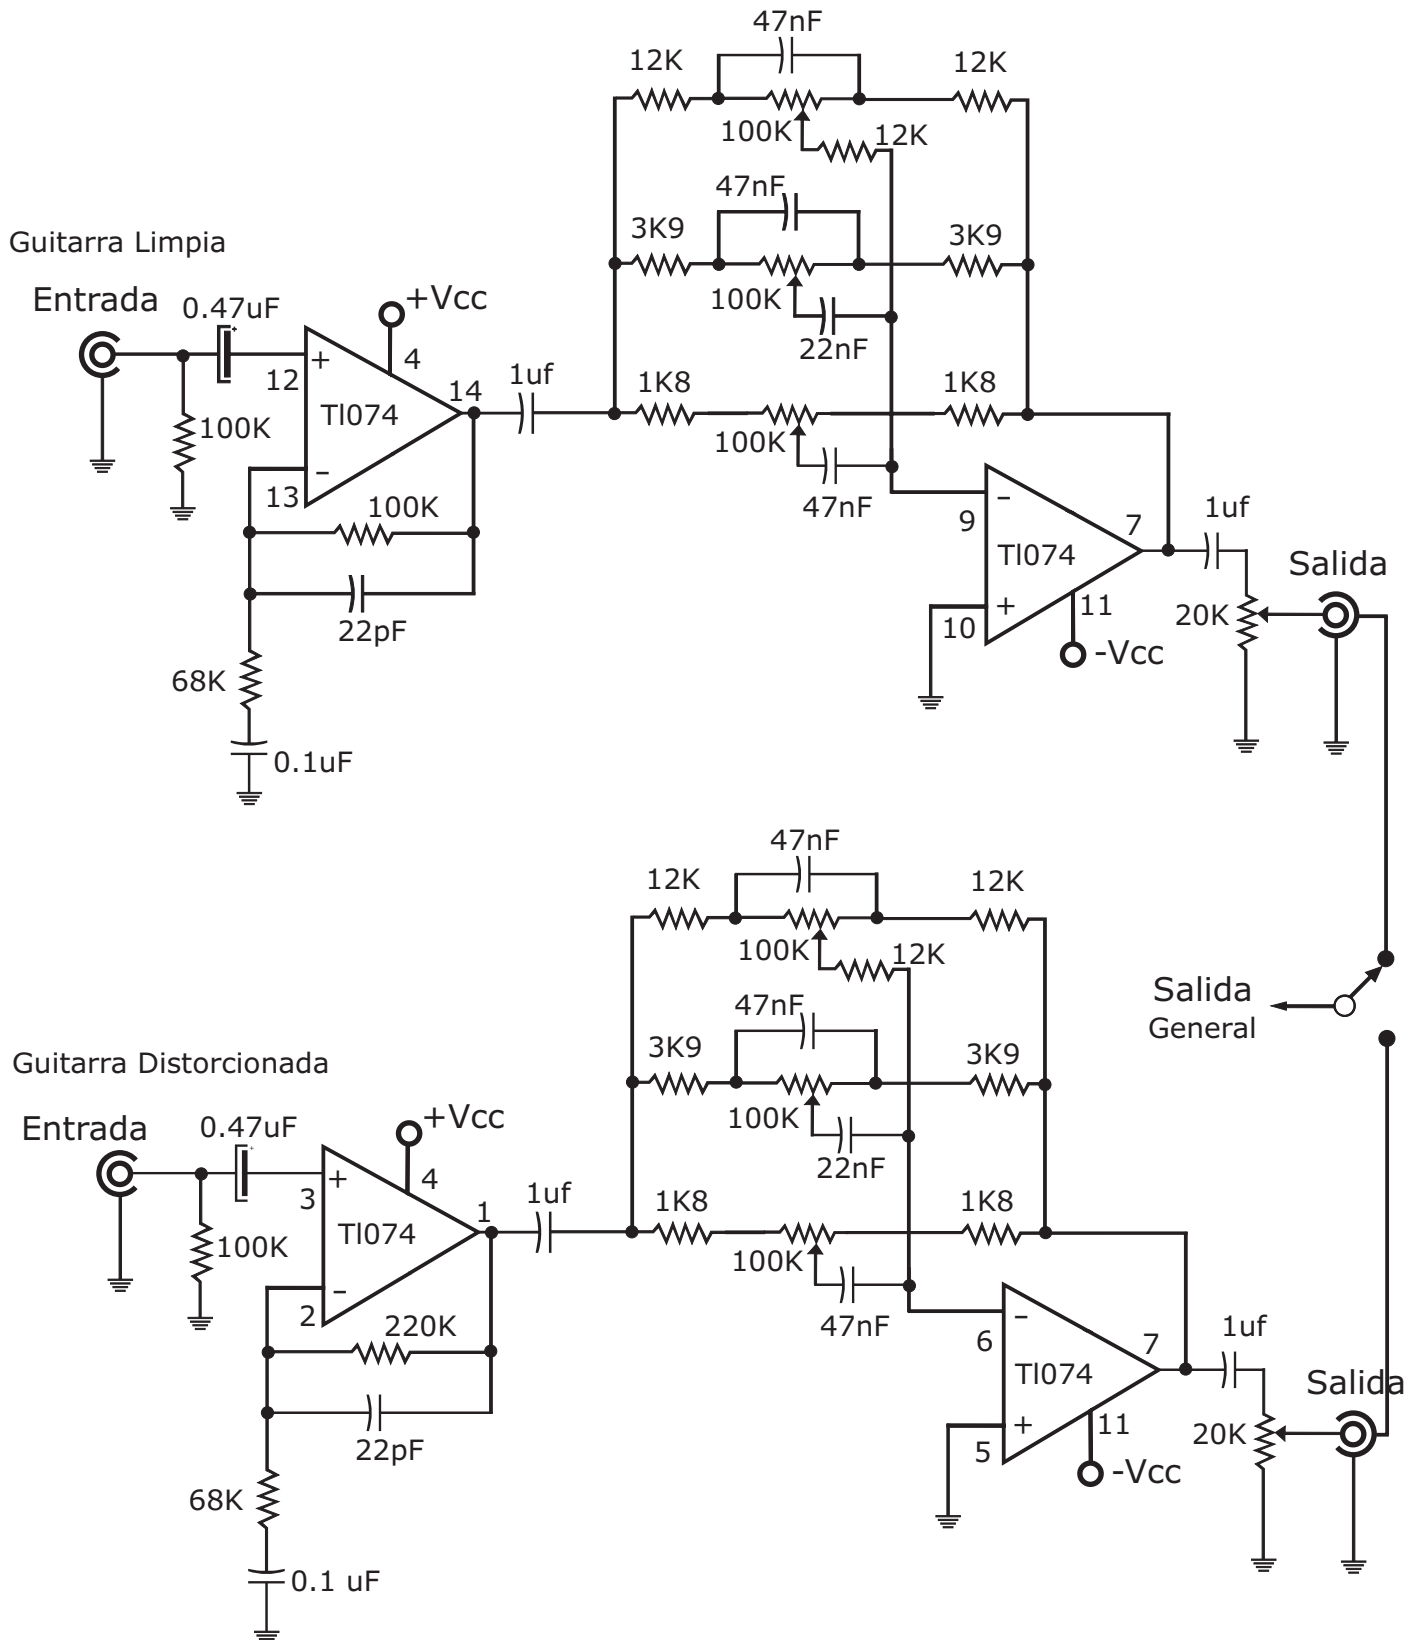 47nF
12K
12K
100K
12K
47nF
Guitarra Limpia
3K9
3K9
Entrada
0.47uF
+Vcc
100K
+
12
4
22nF
1uf
14
1K8
1K8
Tl074
100K
100K
-
13
100K
47nF
-
9
7
1uf
Tl074
Salida
22pF
+
10
11
20K
-Vcc
68K
0.1uF
47nF
12K
12K
100K
12K
Salida
General
47nF
Guitarra Distorcionada
3K9
3K9
Entrada
0.47uF
+Vcc
100K
+
3
4
22nF
1uf
1
1K8
1K8
Tl074
100K
100K
-
2
220K
47nF
-
6
7
1uf
Tl074
Salida
22pF
+
5
11
20K
-Vcc
68K
0.1 uF